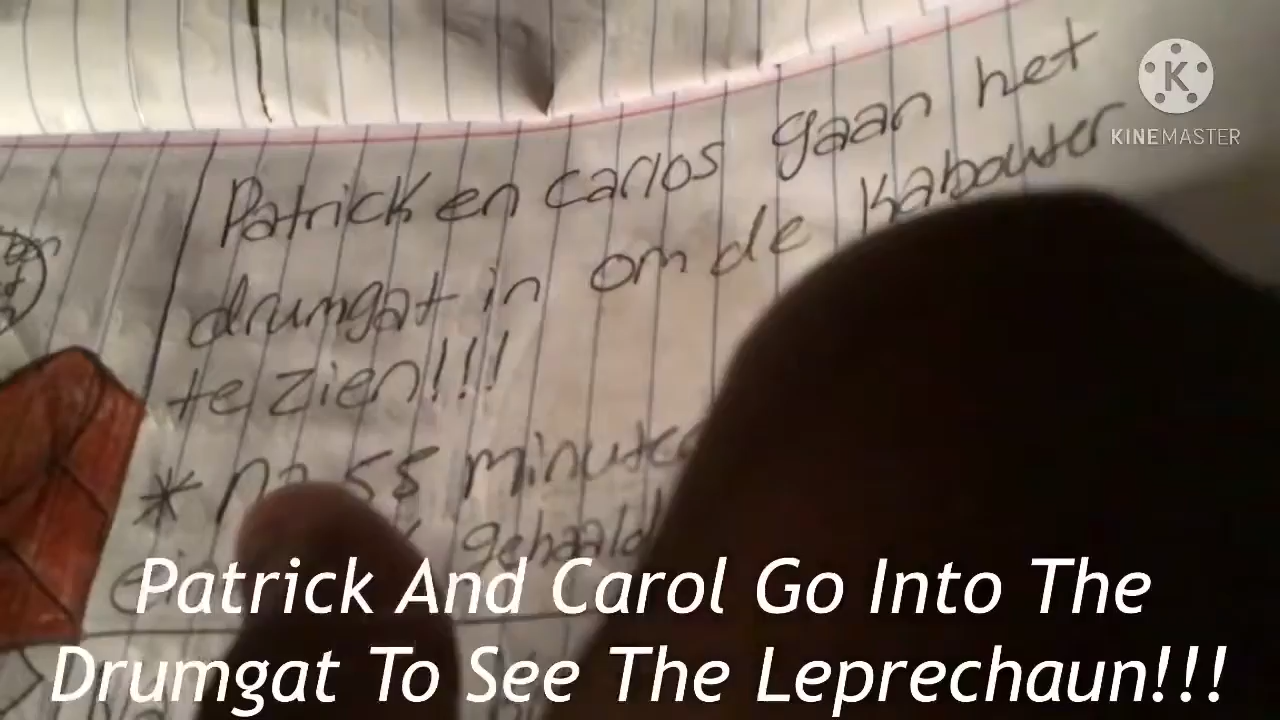 Patrick en Carlos gaan het
drumgat in om de kabouter
te zien!!!
* na 55 minute
gehaald
Patrick And Carol Go Into The
Drumgat To See The Leprechaun!!!
K
KINEMASTER